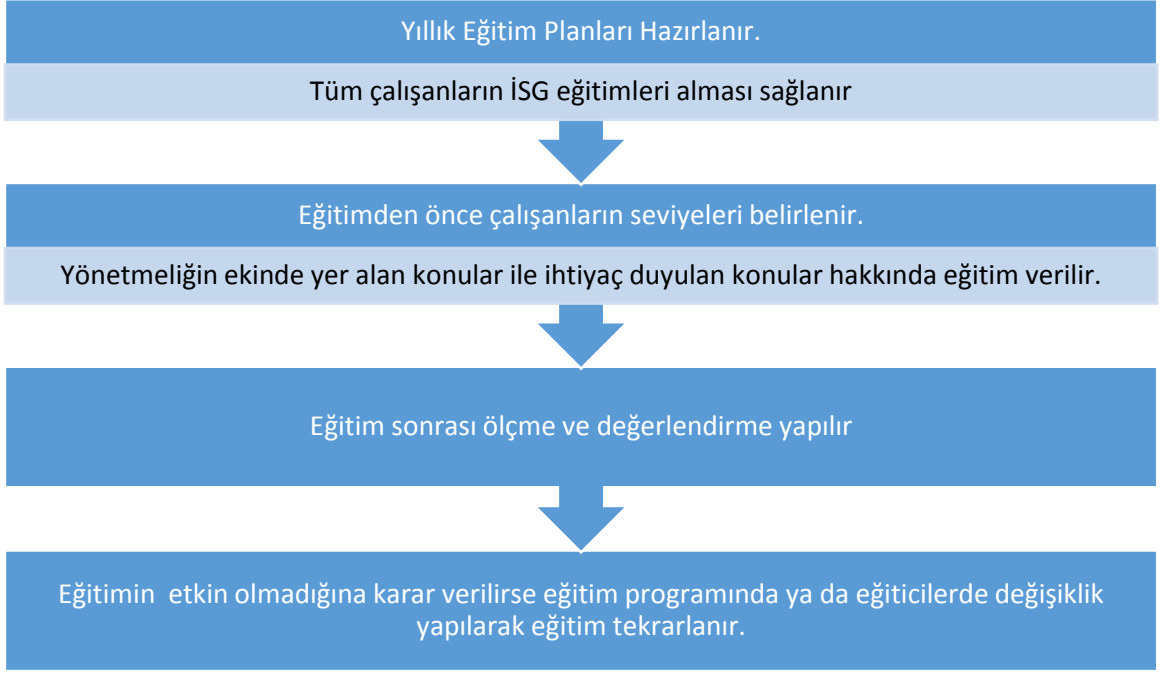 Yıllık Eğitim Planları Hazırlanır.
Tüm çalışanların İSG eğitimleri alması sağlanır
Eğitimden önce çalışanların seviyeleri belirlenir.
Yönetmeliğin ekinde yer alan konular ile ihtiyaç duyulan konular hakkında eğitim verilir.
Eğitim sonrası ölçme ve değerlendirme yapılır
Eğitimin  etkin olmadığına karar verilirse eğitim programında ya da eğiticilerde değişiklik
yapılarak eğitim tekrarlanır.